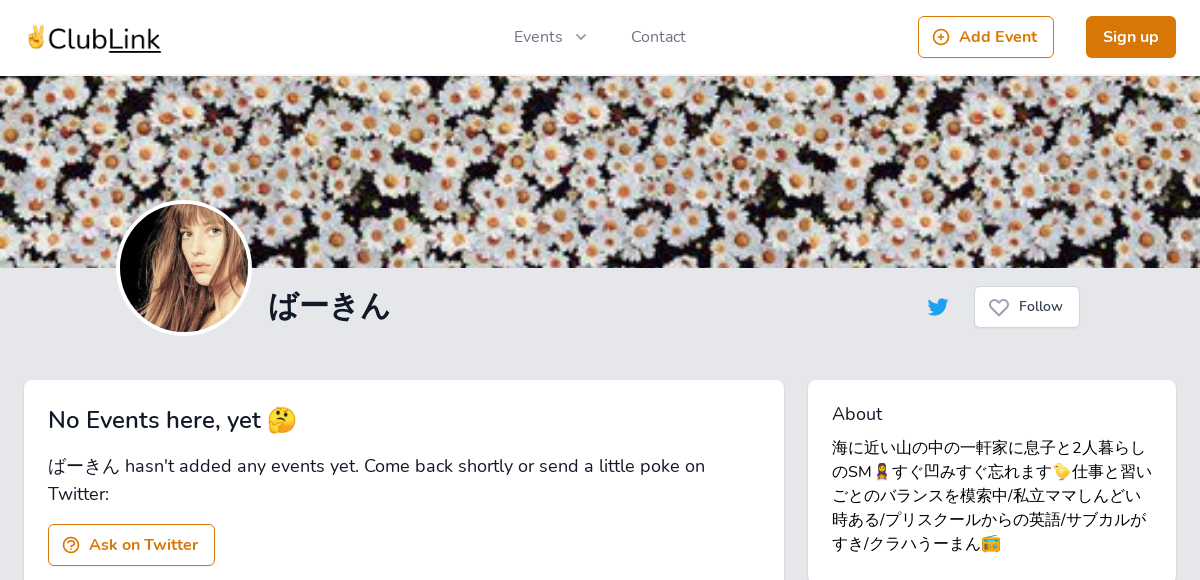 ✌️ClubLink
Events
Contact
Add Event
Sign up
ばーきん
Follow
No Events here, yet 🤔
ばーきん hasn't added any events yet. Come back shortly or send a little poke on
Twitter:
Ask on Twitter
About
海に近い山の中の一軒家に息子と2人暮らし
のSM🤱すぐ凹みすぐ忘れます🐤仕事と習い
ごとのバランスを模索中/私立ママしんどい
時ある/プリスクールからの英語/サブカルが
すき/クラハうーまん📻